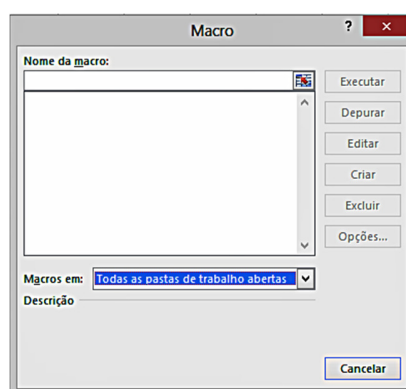 Macro
?
×
Nome da macro:
Executar
Depurar
Editar
Criar
Excluir
Opções...
Macros em: Todas as pastas de trabalho abertas
Descrição
Cancelar